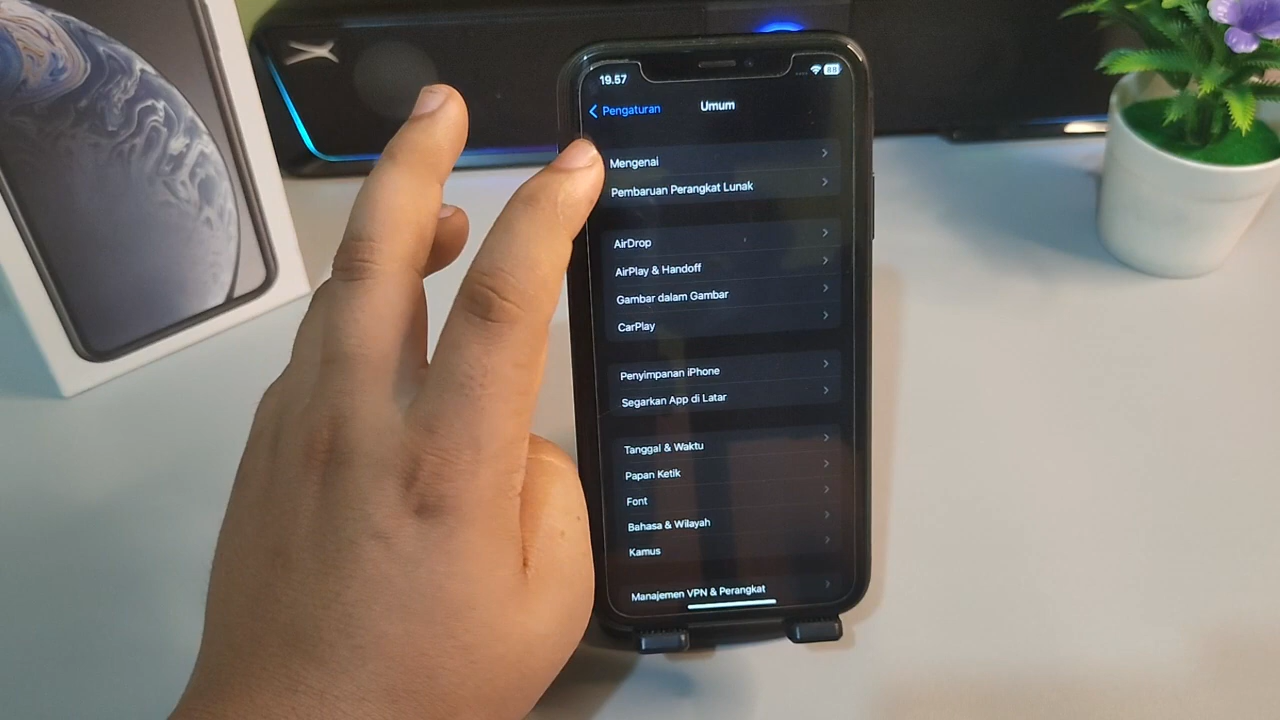 19.57
88
Pengaturan
Umum
Mengenai
Pembaruan Perangkat Lunak
AirDrop
AirPlay & Handoff
Gambar dalam Gambar
CarPlay
Penyimpanan iPhone
Segarkan App di Latar
Tanggal & Waktu
Papan Ketik
Font
Bahasa & Wilayah
Kamus
Manajemen VPN & Perangkat